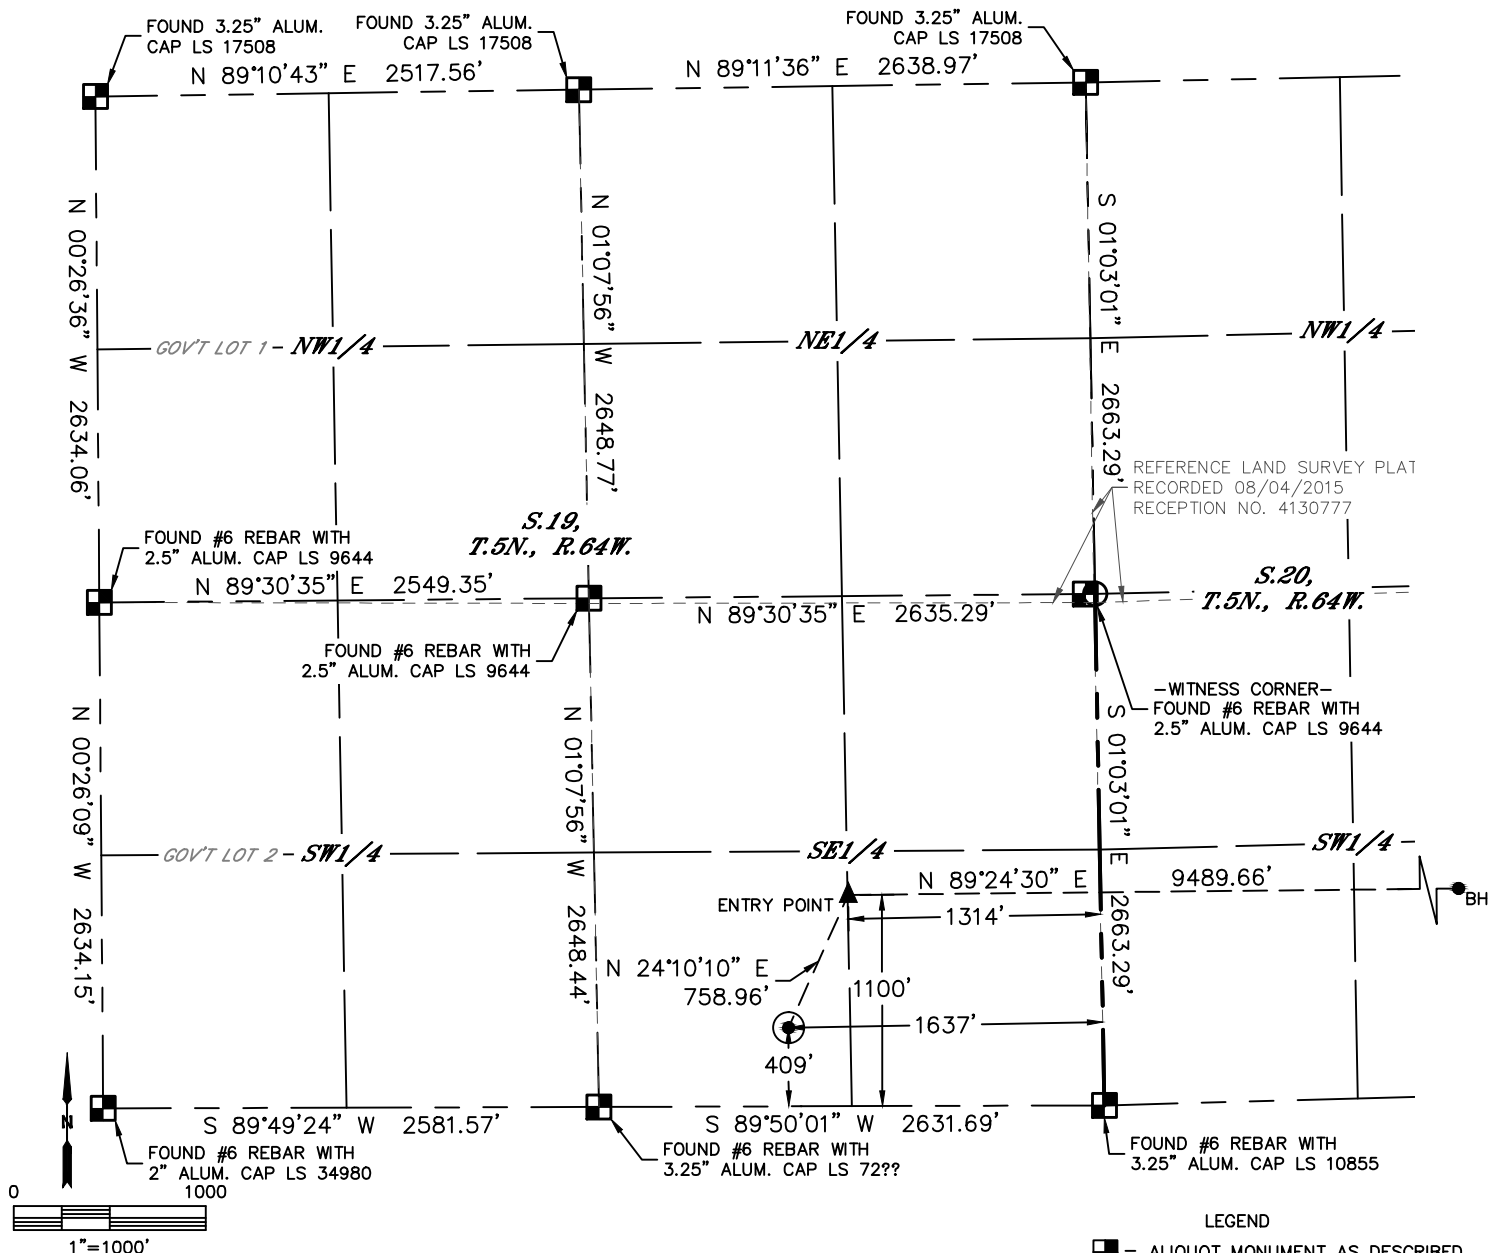 FOUND 3.25" ALUM.
CAP LS 17508
FOUND 3.25" ALUM.
CAP LS 17508
FOUND 3.25" ALUM.
CAP LS 17508
N 89°10'43" E 2517.56'
N 89°11'36" E 2638.97'
N 00°26'36" W 2634.06'
N 01°07'56" W 2648.77'
S 01°03'01" E 2663.29'
GOV'T LOT 1 - NW1/4
NE1/4
NW1/4
REFERENCE LAND SURVEY PLAT
RECORDED 08/04/2015
RECEPTION NO. 4130777
S.19,
T.5N., R.64W.
FOUND #6 REBAR WITH
2.5" ALUM. CAP LS 9644
N 89°30'35" E 2549.35'
S.20,
T.5N., R.64W.
N 89°30'35" E 2635.29'
FOUND #6 REBAR WITH
2.5" ALUM. CAP LS 9644
-WITNESS CORNER-
FOUND #6 REBAR WITH
2.5" ALUM. CAP LS 9644
N 00°26'09" W 2634.15'
N 01°07'56" W 2648.44'
S 01°03'01" E 2663.29'
GOV'T LOT 2 - SW1/4
SE1/4
SW1/4
N 89°24'30" E 9489.66'
BH
ENTRY POINT
1314'
N 24°10'10" E
758.96'
1100'
1637'
409'
N
S 89°49'24" W 2581.57'
S 89°50'01" W 2631.69'
FOUND #6 REBAR WITH
2" ALUM. CAP LS 34980
FOUND #6 REBAR WITH
3.25" ALUM. CAP LS 72??
FOUND #6 REBAR WITH
3.25" ALUM. CAP LS 10855
0 1000
1"=1000'
LEGEND
- ALIQUOT MONUMENT AS DESCRIBED